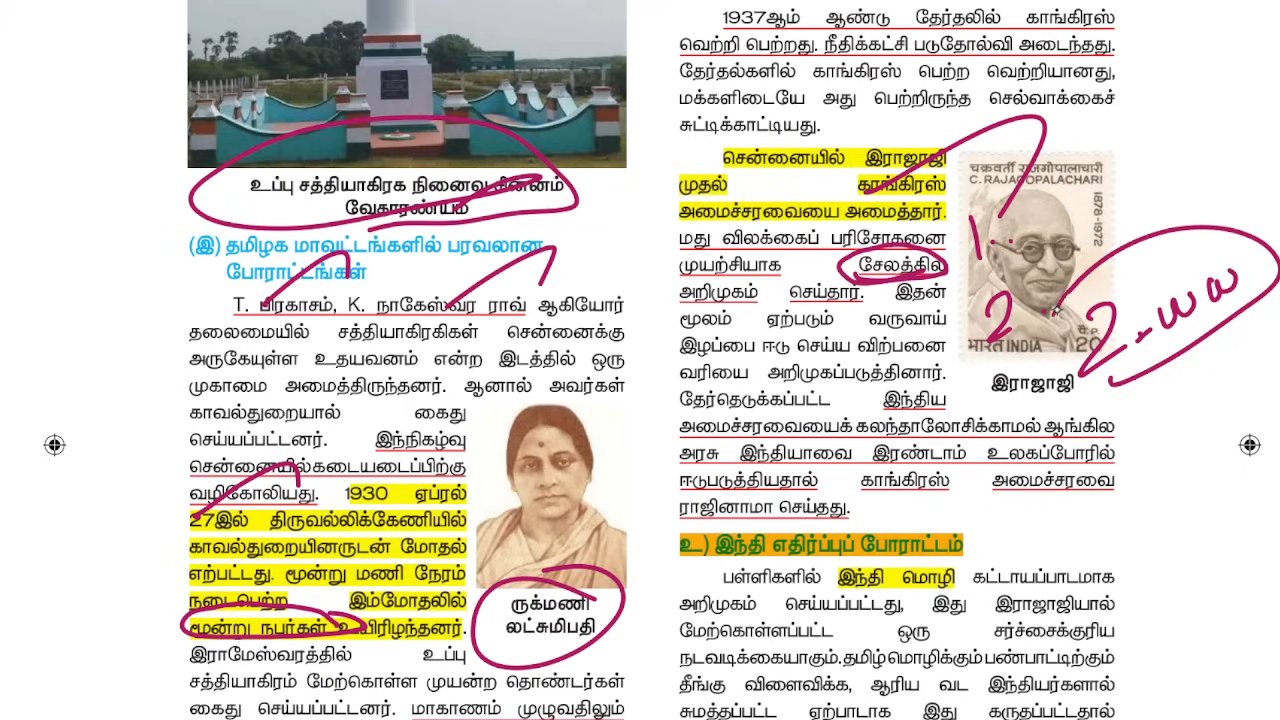 உப்பு சத்தியாகிரக நினைவு சின்னம்
வேதாரண்யம்
(இ) தமிழக மாவட்டங்களில் பரவலான
போராட்டங்கள்
T. பிரகாசம், K. நாகேஸ்வர ராவ் ஆகியோர்
தலைமையில் சத்தியாகிரகிகள் சென்னைக்கு
அருகேயுள்ள உதயவனம் என்ற இடத்தில் ஒரு
முகாமை அமைத்திருந்தனர். ஆனால் அவர்கள்
காவல்துறையால் கைது
செய்யப்பட்டனர். இந்நிகழ்வு
சென்னையில்கடையடைப்பிற்கு
வழிகோலியது. 1930 ஏப்ரல்
27இல் திருவல்லிக்கேணியில்
காவல்துறையினருடன் மோதல்
ஏற்பட்டது. மூன்று மணி நேரம்
நடைபெற்ற இம்மோதலில்
மூன்று நபர்கள் உயிரிழந்தனர்.
இராமேஸ்வரத்தில் உப்பு
சத்தியாகிரகம் மேற்கொள்ள முயன்ற தொண்டர்கள்
கைது செய்யப்பட்டனர். மாகாணம் முழுவதிலும்
ருக்மணி
லட்சுமிபதி
1937ஆம் ஆண்டு தேர்தலில் காங்கிரஸ்
வெற்றி பெற்றது. நீதிக்கட்சி படுதோல்வி அடைந்தது.
தேர்தல்களில் காங்கிரஸ் பெற்ற வெற்றியானது,
மக்களிடையே அது பெற்றிருந்த செல்வாக்கைச்
சுட்டிக்காட்டியது.
சென்னையில் இராஜாஜி
முதல் காங்கிரஸ்
அமைச்சரவையை அமைத்தார்.
மது விலக்கைப் பரிசோதனை
முயற்சியாக சேலத்தில்
அறிமுகம் செய்தார். இதன்
மூலம் ஏற்படும் வருவாய்
இழப்பை ஈடு செய்ய விற்பனை
வரியை அறிமுகப்படுத்தினார்.
தேர்தெடுக்கப்பட்ட இந்திய
அமைச்சரவையைக் கலந்தாலோசிக்காமல் ஆங்கில
அரசு இந்தியாவை இரண்டாம் உலகப்போரில்
ஈடுபடுத்தியதால் காங்கிரஸ் அமைச்சரவை
ராஜினாமா செய்தது.
चक्रवर्ती राजगोपालाचारी
C. RAJAGOPALACHARI
1878-1972
भारत INDIA
पै. P.
120
இராஜாஜி
1.
2
2-ww
உ) இந்தி எதிர்ப்புப் போராட்டம்
பள்ளிகளில் இந்தி மொழி கட்டாயப்பாடமாக
அறிமுகம் செய்யப்பட்டது, இது இராஜாஜியால்
மேற்கொள்ளப்பட்ட ஒரு சர்ச்சைக்குரிய
நடவடிக்கையாகும். தமிழ் மொழிக்கும் பண்பாட்டிற்கும்
தீங்கு விளைவிக்க, ஆரிய வட இந்தியர்களால்
சுமத்தப்பட்ட ஏற்பாடாக இது கருதப்பட்டதால்